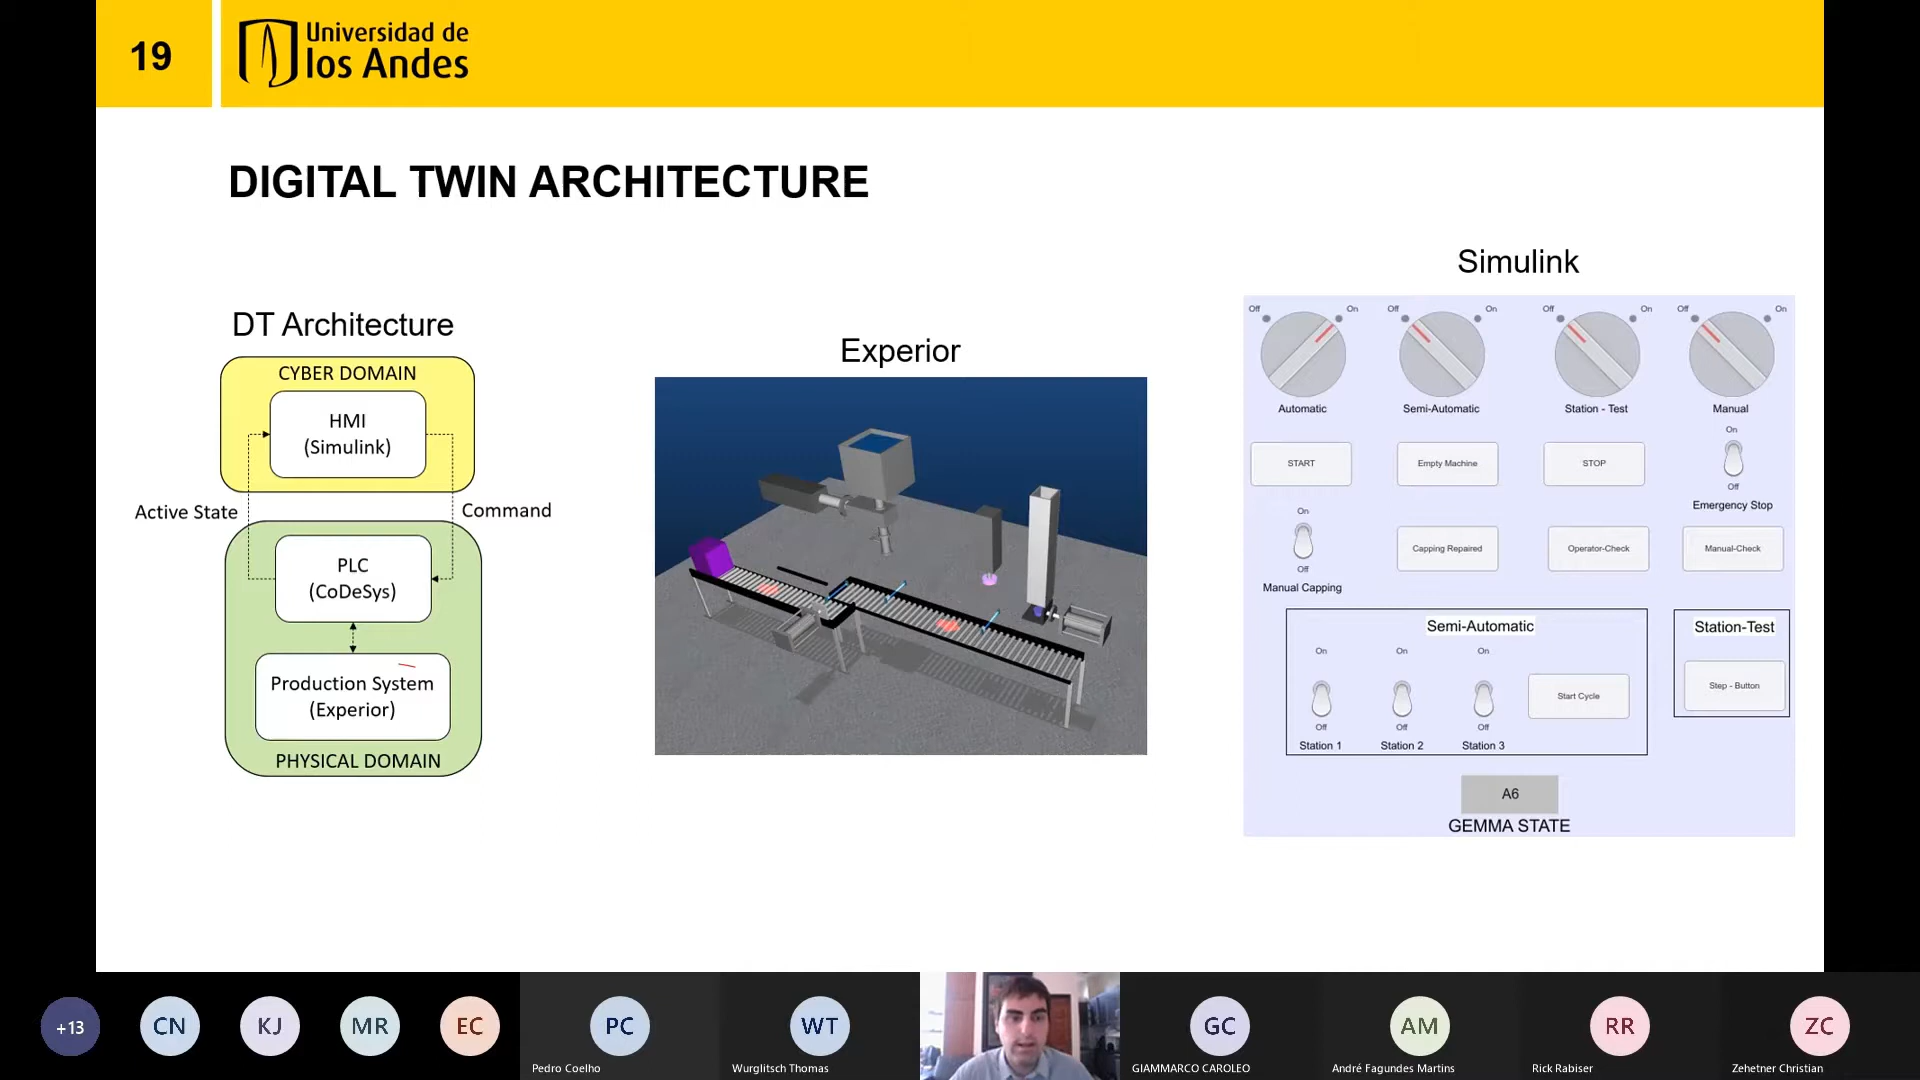 19
Universidad de
los Andes
DIGITAL TWIN ARCHITECTURE
DT Architecture
CYBER DOMAIN
HMI
(Simulink)
Active State
Command
PLC
(CoDeSys)
Production System
(Experior)
PHYSICAL DOMAIN
Experior
Simulink
Off On Off On Off On Off On
Automatic Semi-Automatic Station - Test Manual
On
START Empty Machine STOP
Off
Emergency Stop
On
Capping Repaired Operator-Check Manual-Check
Off
Manual Capping
Semi-Automatic
On On On
Start Cycle
Off Off Off
Station 1 Station 2 Station 3
Station-Test
Step - Button
A6
GEMMA STATE
+13 CN KJ MR EC PC WT GC AM RR ZC
Pedro Coelho Wurglitsch Thomas GIAMMARCO CAROLEO André Fagundes Martins Rick Rabiser Zehetner Christian